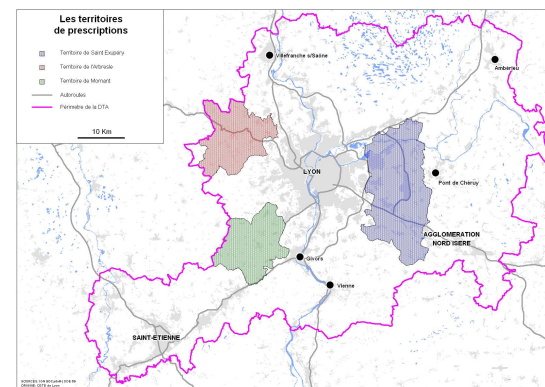 Les territoires
de prescriptions
Territoire de Saint Exupéry
Territoire de l'Arbresle
Territoire de Mornant
Autoroutes
Périmètre de la DTA
10 Km
Villefranche s/Saône
Ambérieu
LYON
Pont de Chéruy
AGGLOMERATION
NORD ISERE
Givors
Vienne
SAINT-ETIENNE